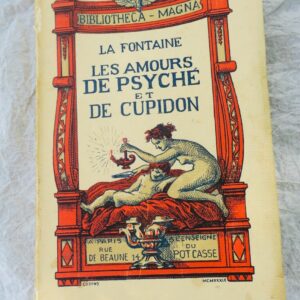 BIBLIOTHECA - MAGNA
LA FONTAINE
LES AMOURS
DE PSYCHÉ
ET
DE CUPIDON
A PARIS
RUE
DE BEAUNE 14
A L'ENSEIGNE
DU
POT CASSÉ